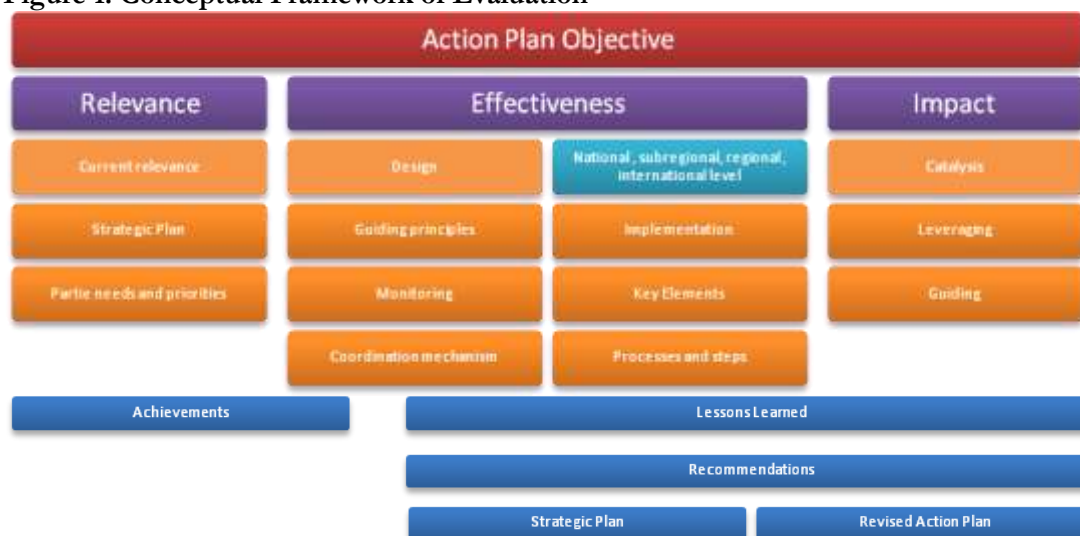 Figure 1. Conceptual Framework of Evaluation
Action Plan Objective
Relevance
Effectiveness
Impact
Current relevance
Design
National, subregional, regional,
international level
Catalysis
Strategic Plan
Guiding principles
Implementation
Leveraging
Partie needs and priorities
Monitoring
Key Elements
Guiding
Coordination mechanism
Processes and steps
Achievements
Lessons Learned
Recommendations
Strategic Plan
Revised Action Plan